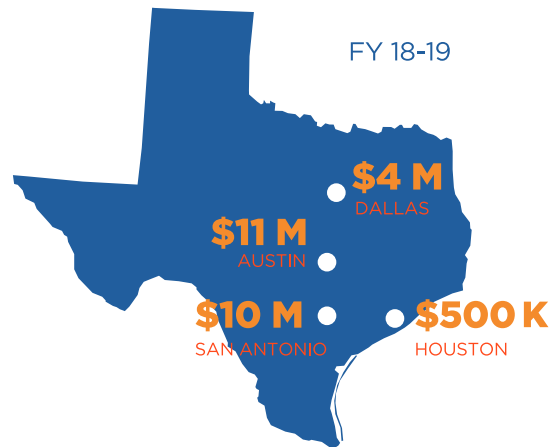 FY 18-19
$4 M
DALLAS
$11 M
AUSTIN
$10 M
SAN ANTONIO
$500 K
HOUSTON